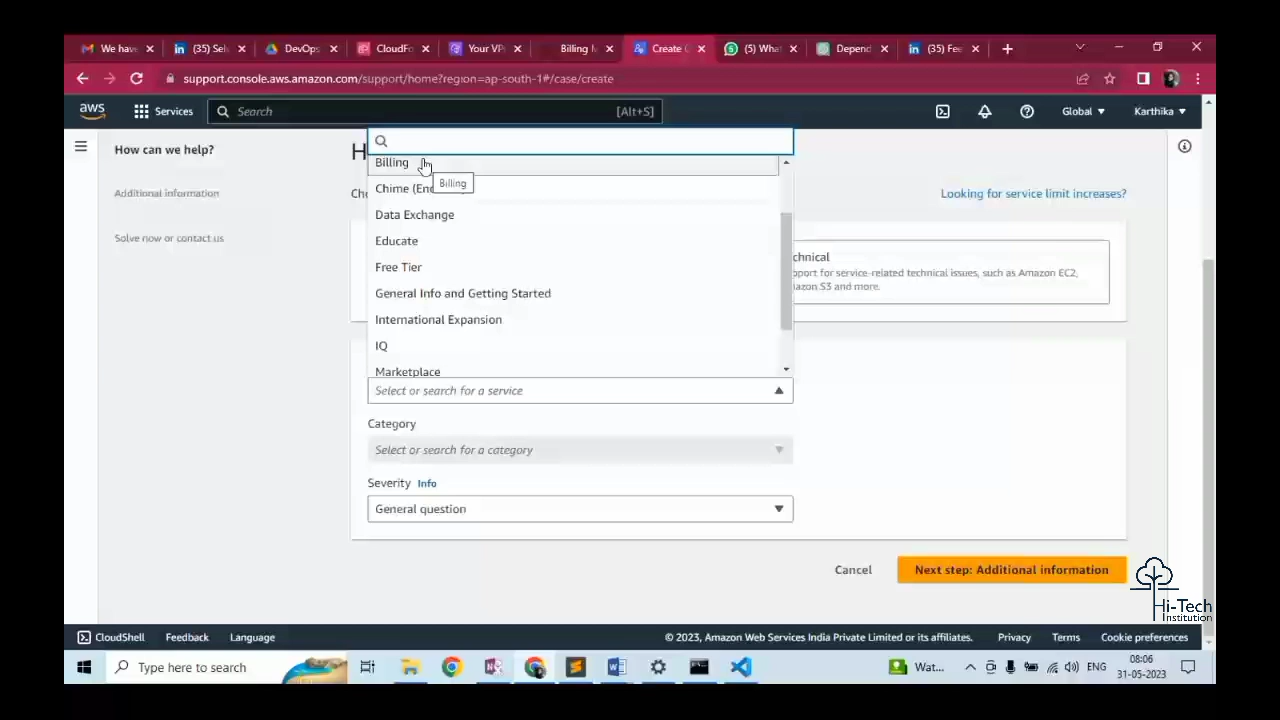 We have
(35) Sel
DevOps
CloudFo
Your VP
Billing
Create
(5) What
Depend
(35) Fee
support.console.aws.amazon.com/support/home?region=ap-south-1#/case/create
aws
Services
Search
[Alt+S]
Global
Karthika
How can we help?
H
Additional information
Looking for service limit increases?
Solve now or contact us
Billing
Billing
Data Exchange
Educate
Free Tier
General Info and Getting Started
International Expansion
IQ
Marketplace
chnical
port for service-related technical issues, such as Amazon EC2,
azon S3 and more.
Select or search for a service
Category
Select or search for a category
Severity Info
General question
Cancel
Next step: Additional information
Hi-Tech
Institution
CloudShell
Feedback
Language
© 2023, Amazon Web Services India Private Limited or its affiliates.
Privacy
Terms
Cookie preferences
Type here to search
Wat...
ENG
08:06
31-05-2023